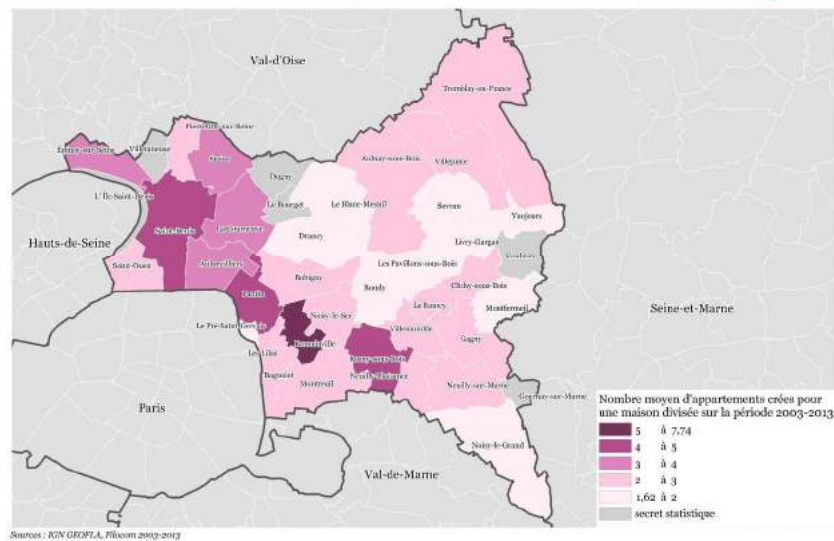 Val-d'Oise
Tremblay-en-France
Pierrefitte-sur-Seine
Epinay-sur-Seine
Villetaneuse
Stains
Aulnay-sous-Bois
Villepinte
Dugny
L' Île-Saint-Denis
Le Bourget
Le Blanc-Mesnil
Sevran
Vaujours
Saint-Denis
La Courneuve
Drancy
Hauts-de-Seine
Livry-Gargan
Coubron
Saint-Ouen
Aubervilliers
Les Pavillons-sous-Bois
Bobigny
Clichy-sous-Bois
Pantin
Bondy
Le Raincy
Montfermeil
Seine-et-Marne
Noisy-le-Sec
Le Pré-Saint-Gervais
Villemomble
Romainville
Gagny
Les Lilas
Rosny-sous-Bois
Bagnolet
Montreuil
Neuilly-Plaisance
Neuilly-sur-Marne
Gournay-sur-Marne
Paris
Noisy-le-Grand
Val-de-Marne
Nombre moyen d'appartements crées pour
une maison divisée sur la période 2003-2013
5 à 7,74
4 à 5
3 à 4
2 à 3
1,62 à 2
secret statistique
Sources : IGN GEOFLA, Filocom 2003-2013